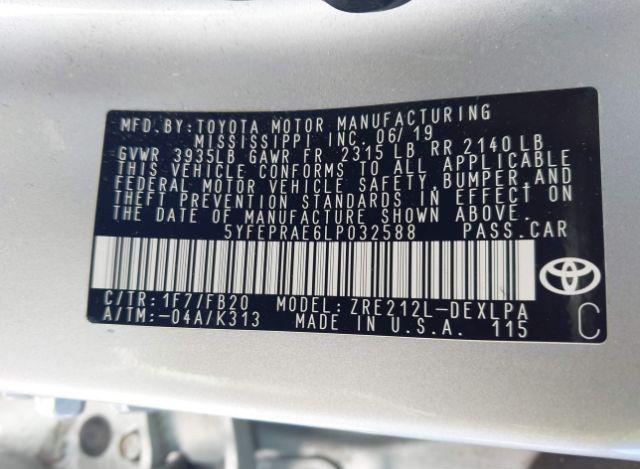 MFD.BY:TOYOTA MOTOR MANUFACTURING
MISSISSIPPI INC. 06/19
GVWR 3935LB GAWR FR 2315 LB RR 2140 LB
THIS VEHICLE CONFORMS TO ALL APPLICABLE
FEDERAL MOTOR VEHICLE SAFETY,BUMPER,AND
THEFT PREVENTION STANDARDS IN EFFECT ON
THE DATE OF MANUFACTURE SHOWN ABOVE.
5YFEPRAE6LP032588 PASS.CAR
C/TR:1F7/FB20 MODEL:ZRE212L-DEXLPA
A/TM:-04A/K313 MADE IN U.S.A. 115 C